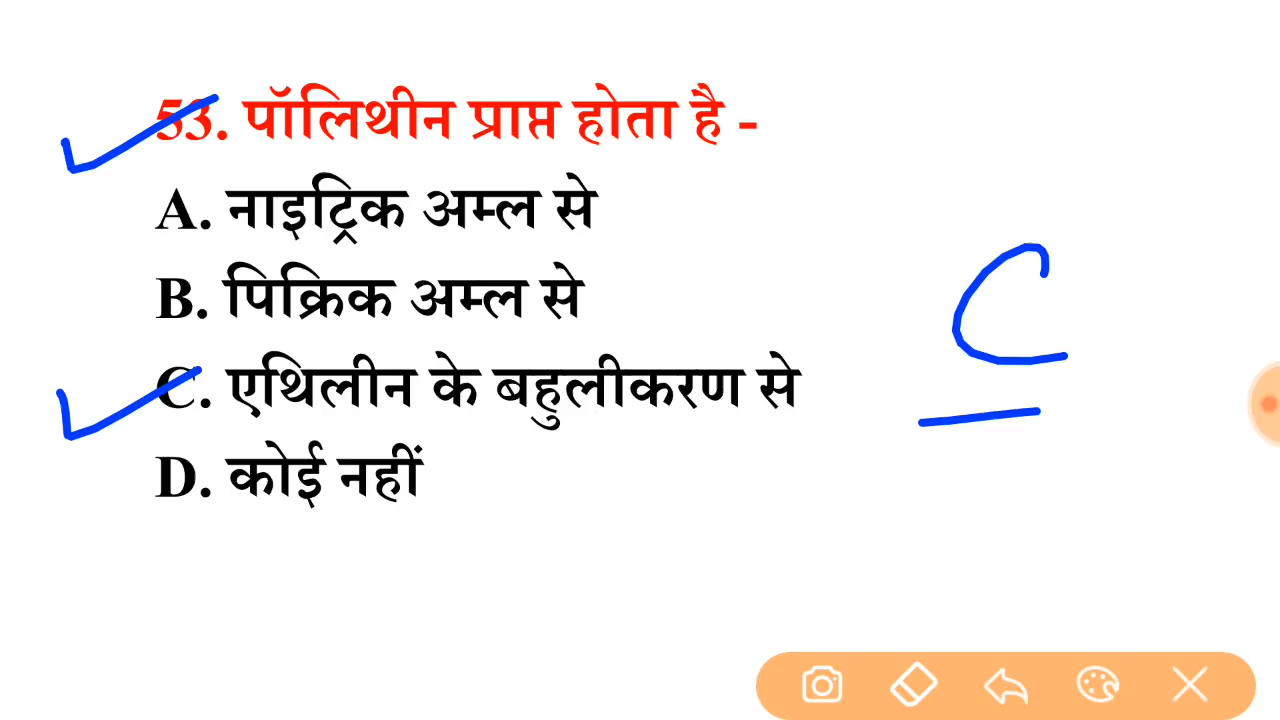 53. पॉलिथीन प्राप्त होता है -
A. नाइट्रिक अम्ल से
B. पिक्रिक अम्ल से
C. एथिलीन के बहुलीकरण से
D. कोई नहीं
C